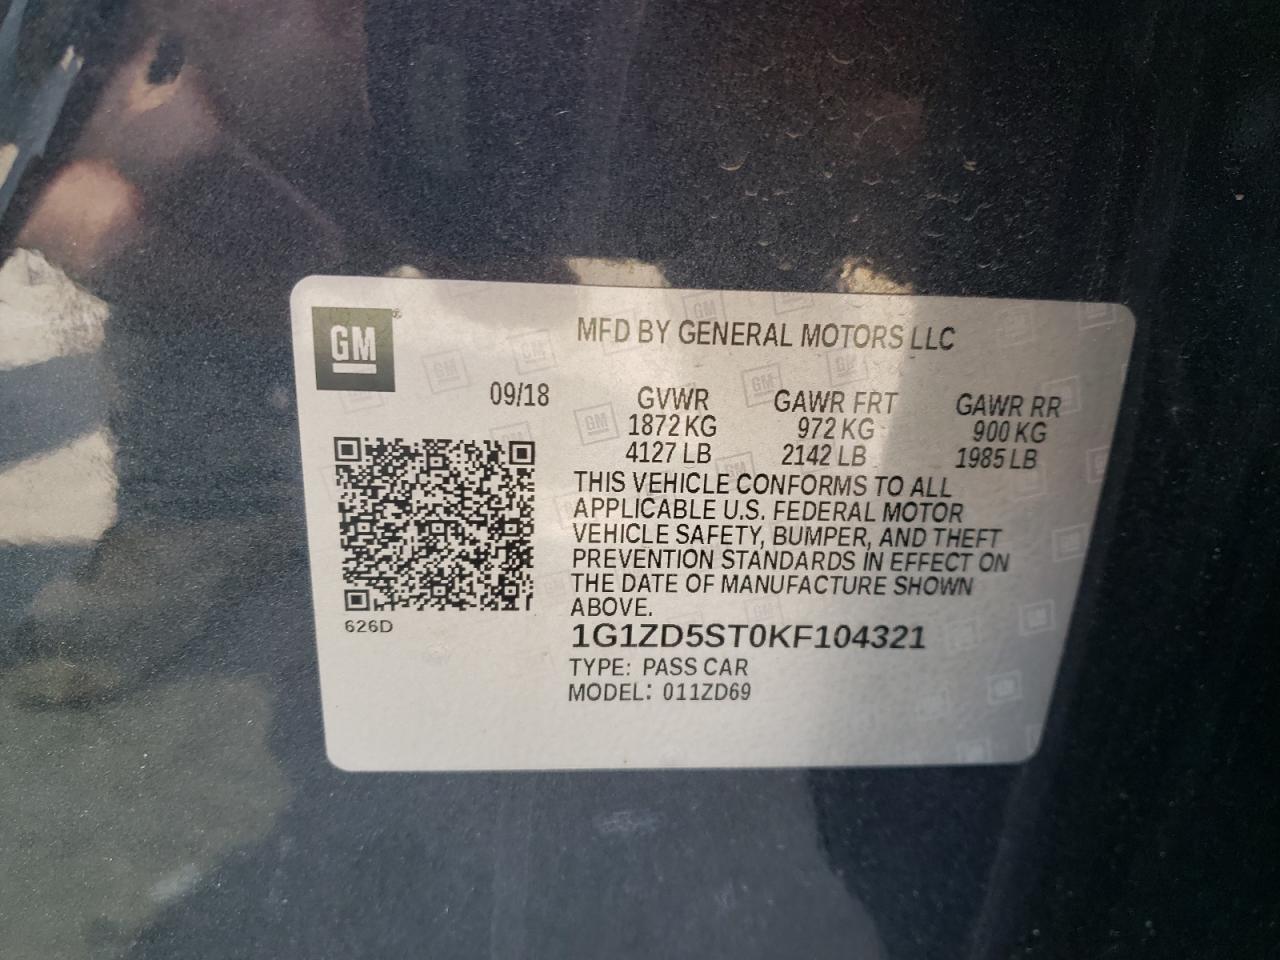 GM
MFD BY GENERAL MOTORS LLC
09/18
GVWR GAWR FRT GAWR RR
1872 KG 972 KG 900 KG
4127 LB 2142 LB 1985 LB
THIS VEHICLE CONFORMS TO ALL
APPLICABLE U.S. FEDERAL MOTOR
VEHICLE SAFETY, BUMPER, AND THEFT
PREVENTION STANDARDS IN EFFECT ON
THE DATE OF MANUFACTURE SHOWN
ABOVE.
626D
1G1ZD5ST0KF104321
TYPE: PASS CAR
MODEL: 011ZD69